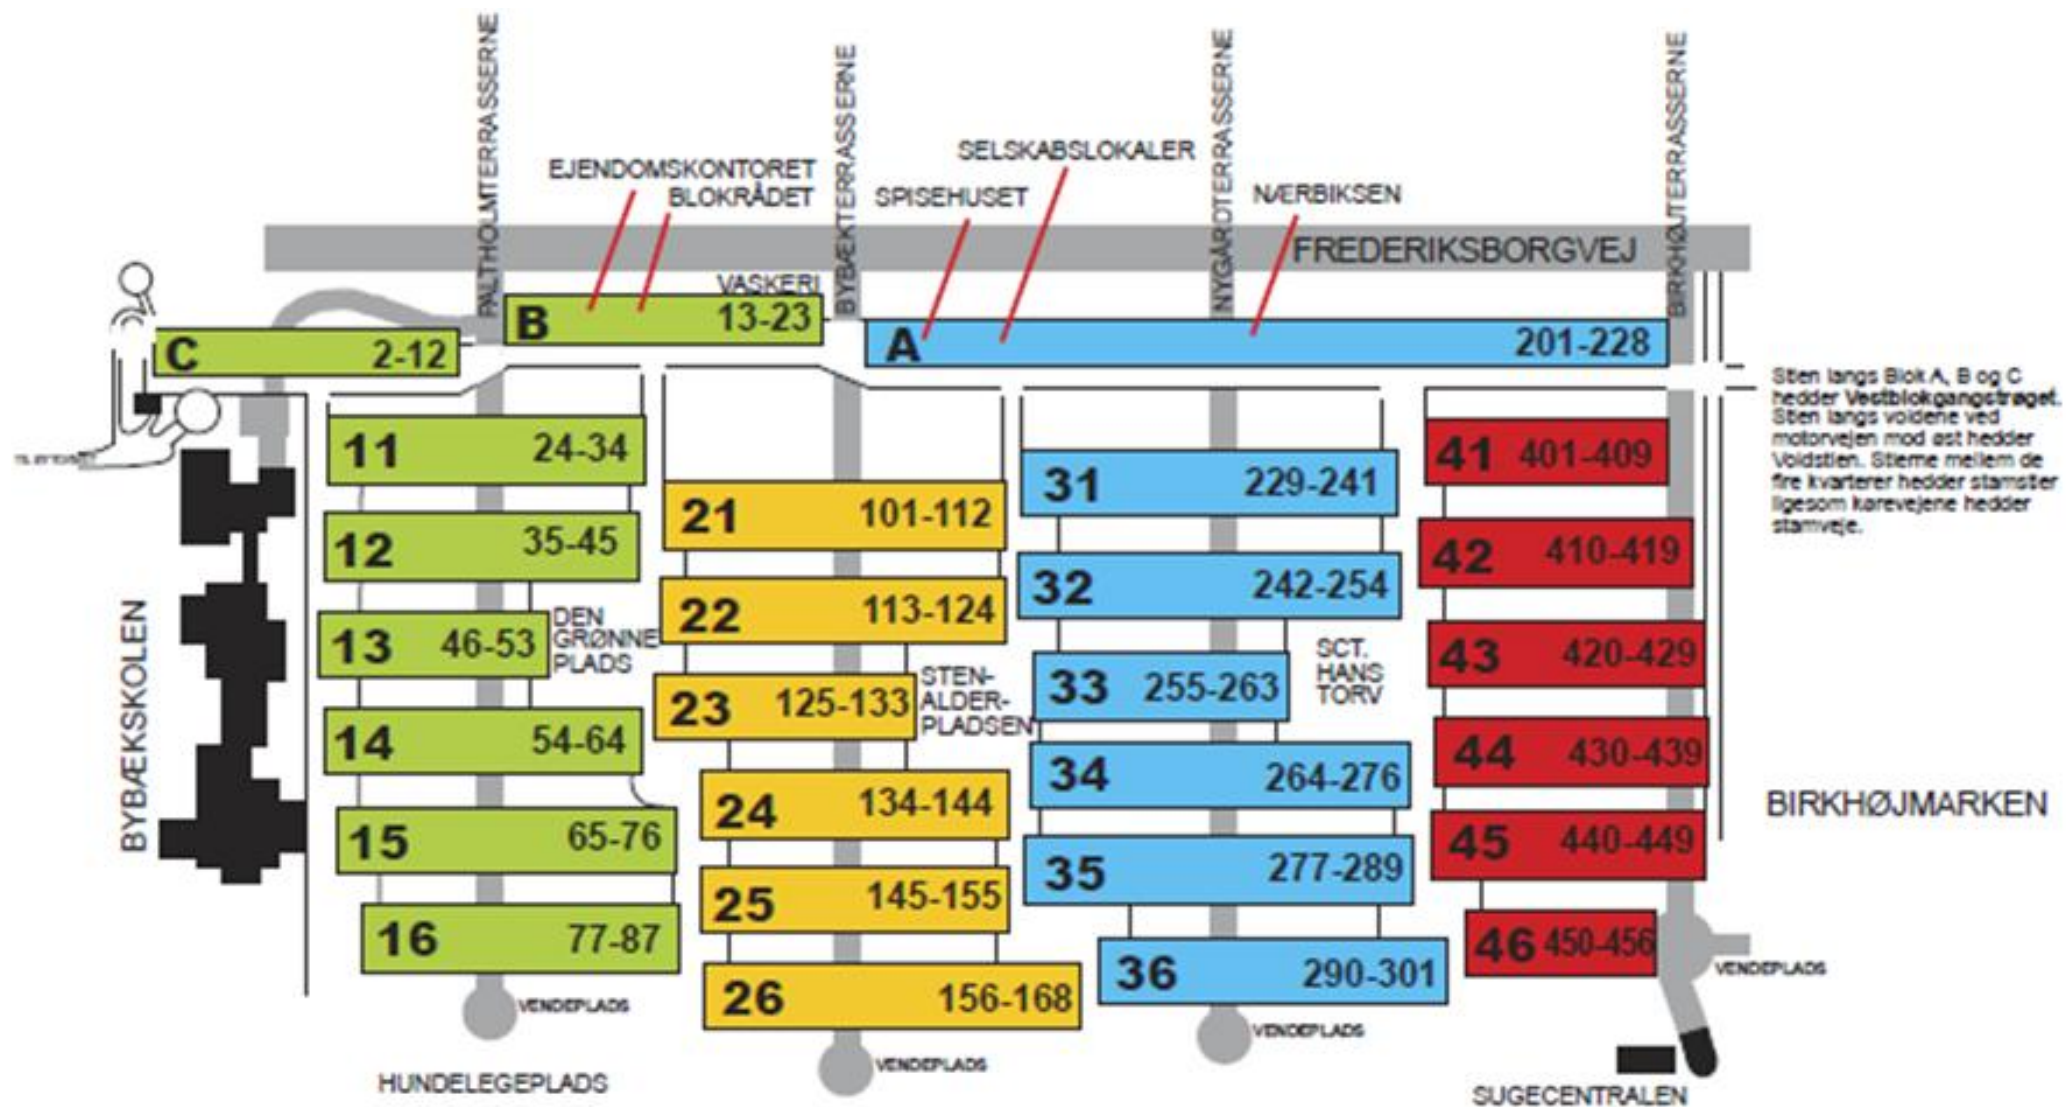 PALTHOLMTERRASSERNE
BYBÆKTERRASSERNE
NYGÅRDTERRASSERNE
BIRKHØJTERRASSERNE
EJENDOMSKONTORET
BLOKRÅDET
SELSKABSLOKALER
SPISEHUSET
NÆRBIKSEN
FREDERIKSBORGVEJ
VASKERI
C 2-12
B 13-23
A 201-228
Stien langs Blok A, B og C
hedder Vestblokgangstrøget.
Stien langs voldene ved
motorvejen mod øst hedder
Voldstien. Stierne mellem de
fire kvarterer hedder stamstier
ligesom kørevejene hedder
stamveje.
BYBÆKSKOLEN
11 24-34
12 35-45
13 46-53
DEN
GRØNNE
PLADS
14 54-64
15 65-76
16 77-87
VENDEPLADS
HUNDELEGEPLADS
21 101-112
22 113-124
23 125-133
STEN-
ALDER-
PLADSEN
24 134-144
25 145-155
26 156-168
VENDEPLADS
31 229-241
32 242-254
33 255-263
SCT.
HANS
TORV
34 264-276
35 277-289
36 290-301
VENDEPLADS
41 401-409
42 410-419
43 420-429
44 430-439
45 440-449
46 450-456
VENDEPLADS
BIRKHØJMARKEN
SUGECENTRALEN